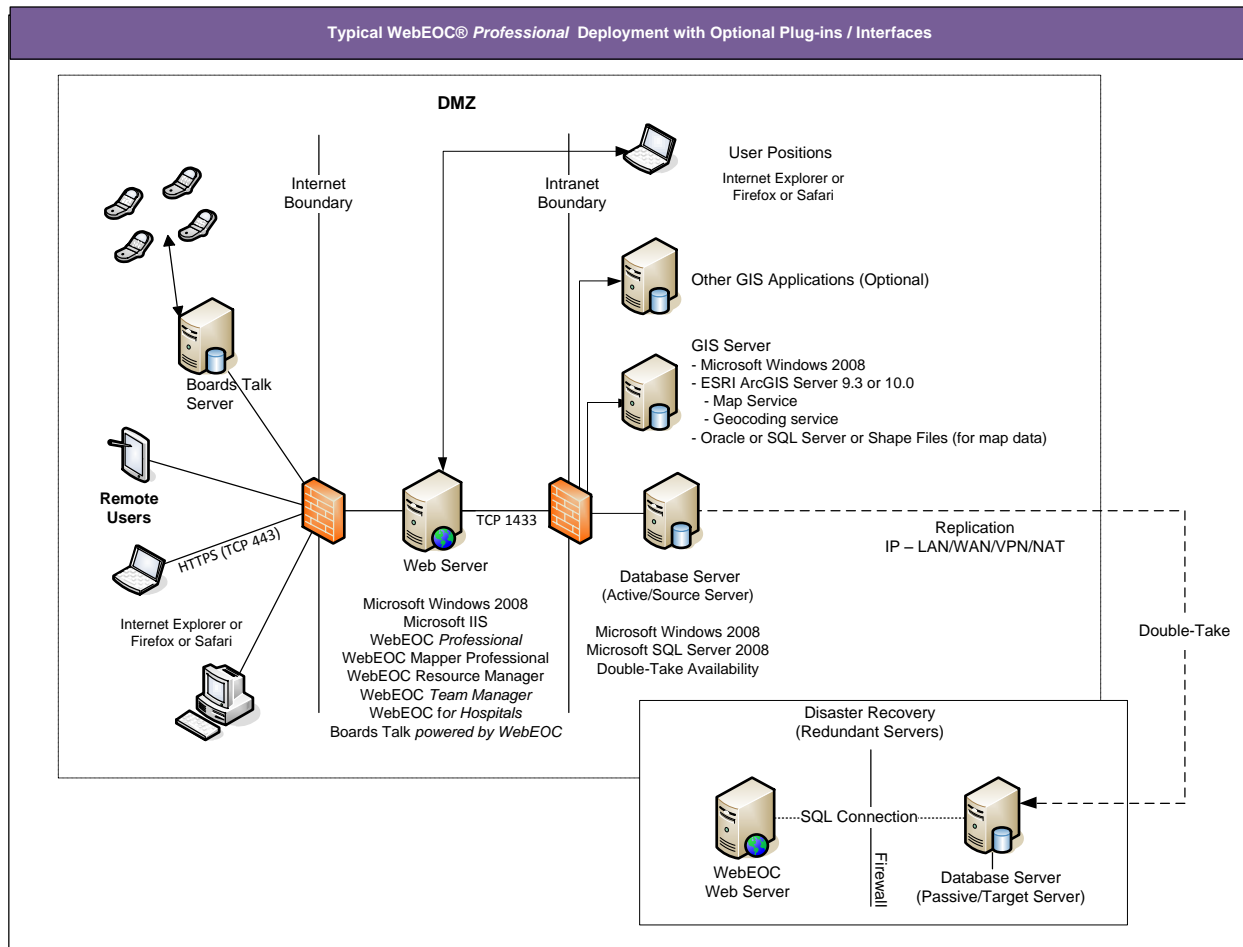 Typical WebEOC® Professional Deployment with Optional Plug-ins / Interfaces
DMZ
Internet
Boundary
Intranet
Boundary
User Positions
Internet Explorer or
Firefox or Safari
Other GIS Applications (Optional)
GIS Server
- Microsoft Windows 2008
- ESRI ArcGIS Server 9.3 or 10.0
- Map Service
- Geocoding service
- Oracle or SQL Server or Shape Files (for map data)
Boards Talk
Server
Remote
Users
HTTPS (TCP 443)
Internet Explorer or
Firefox or Safari
Web Server
TCP 1433
Microsoft Windows 2008
Microsoft IIS
WebEOC Professional
WebEOC Mapper Professional
WebEOC Resource Manager
WebEOC Team Manager
WebEOC for Hospitals
Boards Talk powered by WebEOC
Database Server
(Active/Source Server)
Microsoft Windows 2008
Microsoft SQL Server 2008
Double-Take Availability
Replication
IP – LAN/WAN/VPN/NAT
Double-Take
Disaster Recovery
(Redundant Servers)
SQL Connection
WebEOC
Web Server
Firewall
Database Server
(Passive/Target Server)